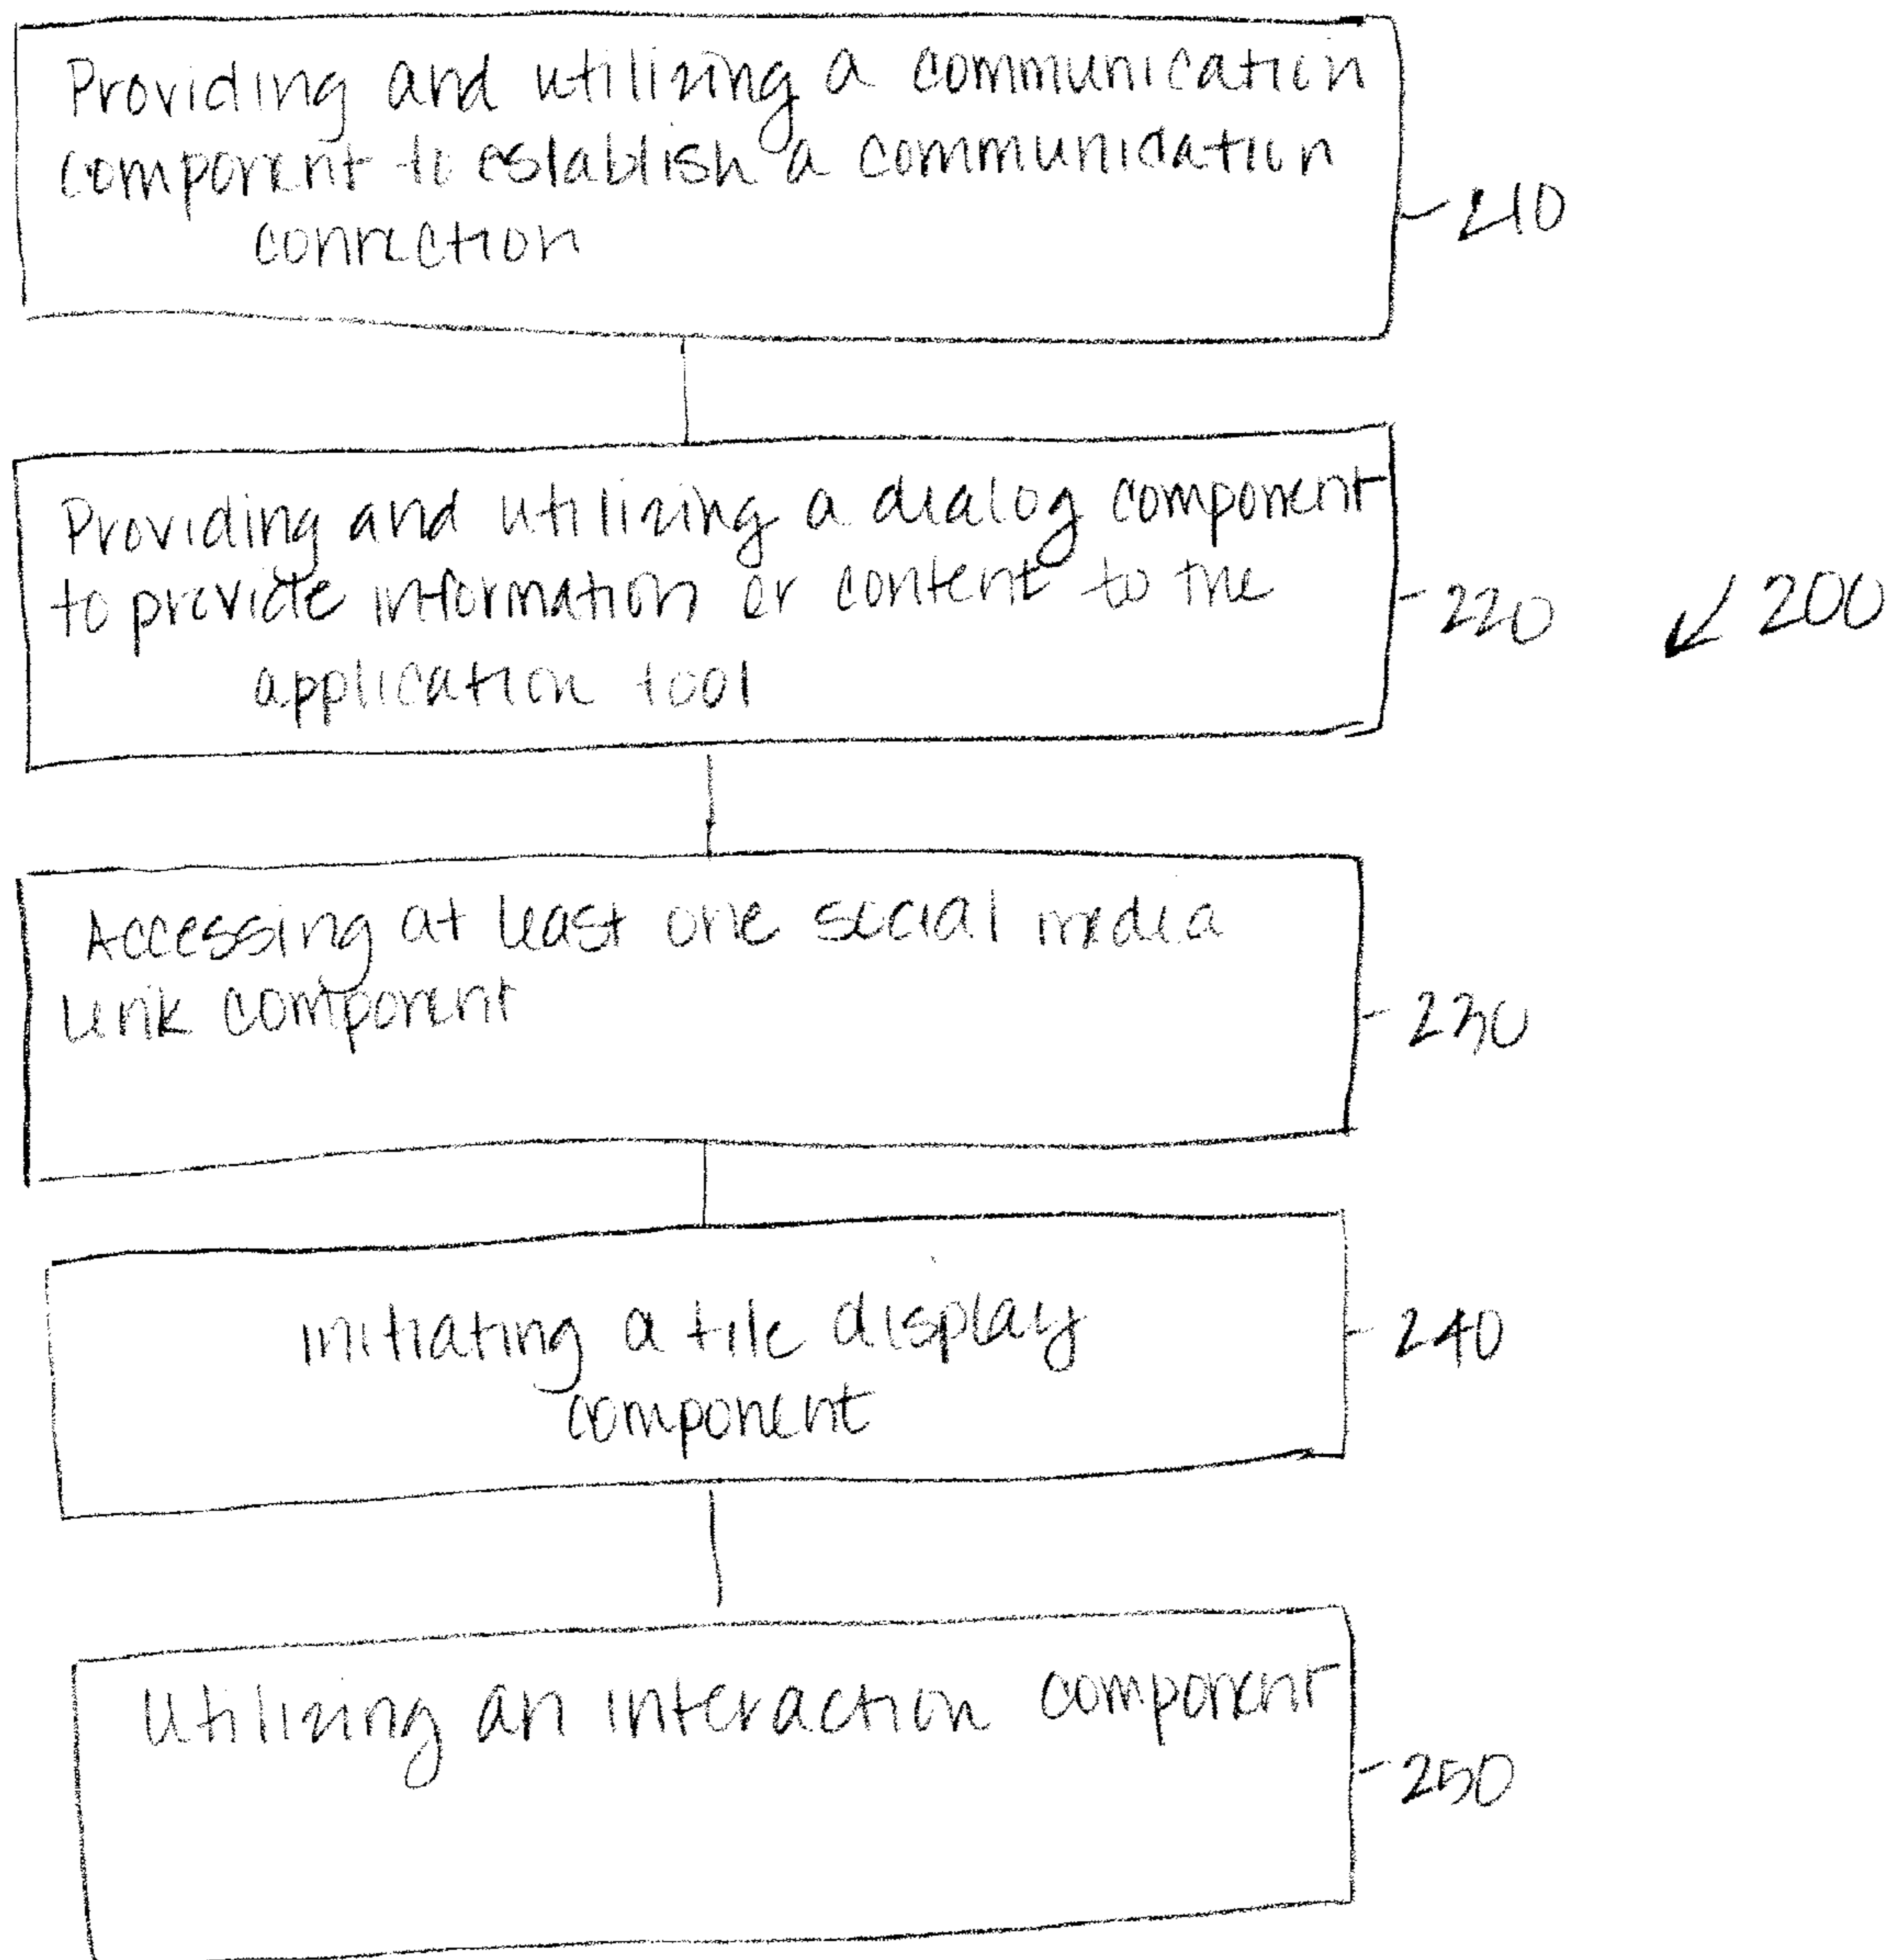 Providing and utilizing a communication
component to establish a communication
connection
210
Providing and utilizing a dialog component
to provide information or content to the
application tool
220
200
Accessing at least one social media
link component
230
initiating a tile display
component
240
Utilizing an interaction component
250